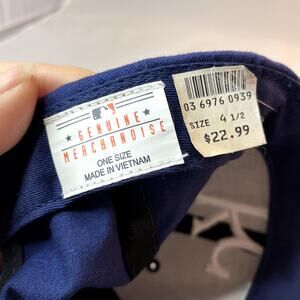 GENUINE
MERCHANDISE
ONE SIZE
MADE IN VIETNAM
03 6976 0939
SIZE 4 1/2
$22.99